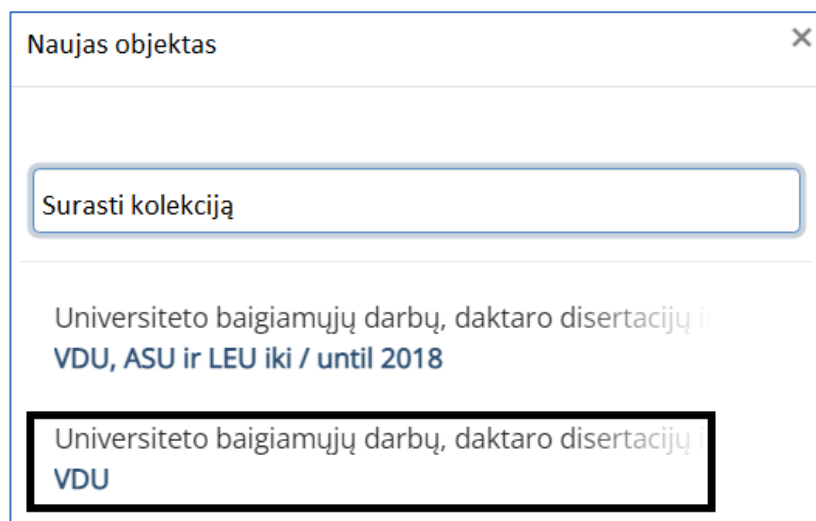 Naujas objektas
Surasti kolekciją
Universiteto baigiamųjų darbų, daktaro disertacijų
VDU, ASU ir LEU iki / until 2018
Universiteto baigiamųjų darbų, daktaro disertacijų
VDU